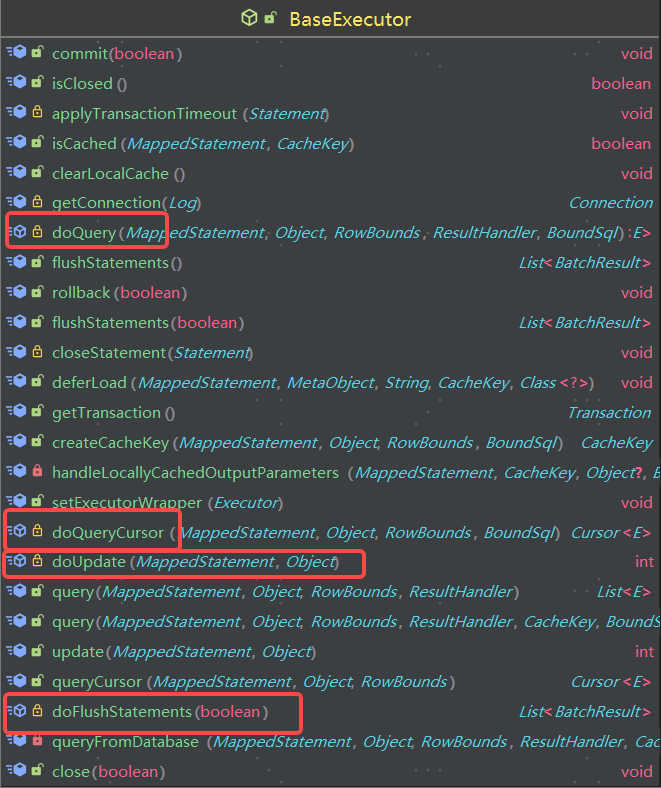 BaseExecutor
commit(boolean) void
isClosed() boolean
applyTransactionTimeout(Statement) void
isCached(MappedStatement, CacheKey) boolean
clearLocalCache() void
getConnection(Log) Connection
doQuery(MappedStatement, Object, RowBounds, ResultHandler, BoundSql) :E>
flushStatements() List<BatchResult>
rollback(boolean) void
flushStatements(boolean) List<BatchResult>
closeStatement(Statement) void
deferLoad(MappedStatement, MetaObject, String, CacheKey, Class<?>) void
getTransaction() Transaction
createCacheKey(MappedStatement, Object, RowBounds, BoundSql) CacheKey
handleLocallyCachedOutputParameters (MappedStatement, CacheKey, Object?, B
setExecutorWrapper(Executor) void
doQueryCursor(MappedStatement, Object, RowBounds, BoundSql) Cursor<E>
doUpdate(MappedStatement, Object) int
query(MappedStatement, Object, RowBounds, ResultHandler) List<E>
query(MappedStatement, Object, RowBounds, ResultHandler, CacheKey, BoundS
update(MappedStatement, Object) int
queryCursor(MappedStatement, Object, RowBounds) Cursor<E>
doFlushStatements(boolean) List<BatchResult>
queryFromDatabase (MappedStatement, Object, RowBounds, ResultHandler, Cac
close(boolean) void